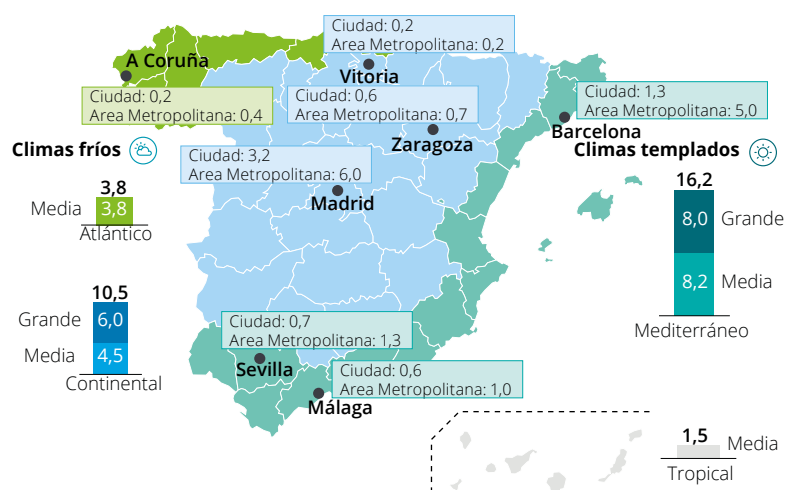 Ciudad: 0,2
Area Metropolitana: 0,2
Vitoria
A Coruña
Ciudad: 0,2
Area Metropolitana: 0,4
Ciudad: 0,6
Area Metropolitana: 0,7
Zaragoza
Ciudad: 1,3
Area Metropolitana: 5,0
Barcelona
Climas fríos
3,8
Media 3,8
Atlántico
10,5
Grande 6,0
Media 4,5
Continental
Ciudad: 3,2
Area Metropolitana: 6,0
Madrid
Climas templados
16,2
8,0 Grande
8,2 Media
Mediterráneo
Ciudad: 0,7
Area Metropolitana: 1,3
Sevilla
Ciudad: 0,6
Area Metropolitana: 1,0
Málaga
1,5 Media
Tropical